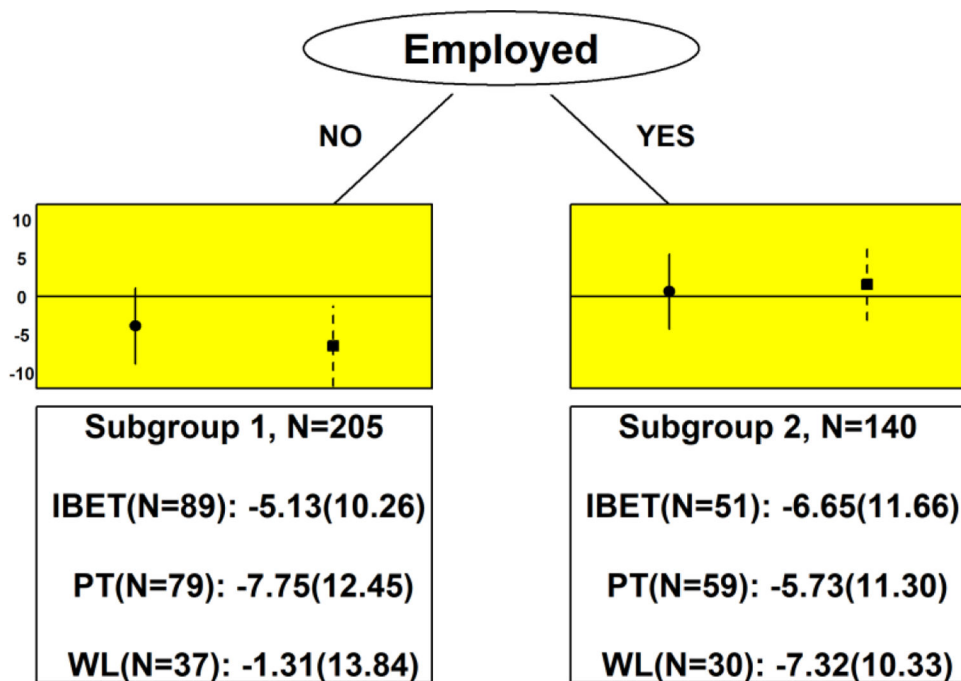 Employed
NO
YES
10
5
0
-5
-10
Subgroup 1, N=205
IBET(N=89): -5.13(10.26)
PT(N=79): -7.75(12.45)
WL(N=37): -1.31(13.84)
Subgroup 2, N=140
IBET(N=51): -6.65(11.66)
PT(N=59): -5.73(11.30)
WL(N=30): -7.32(10.33)